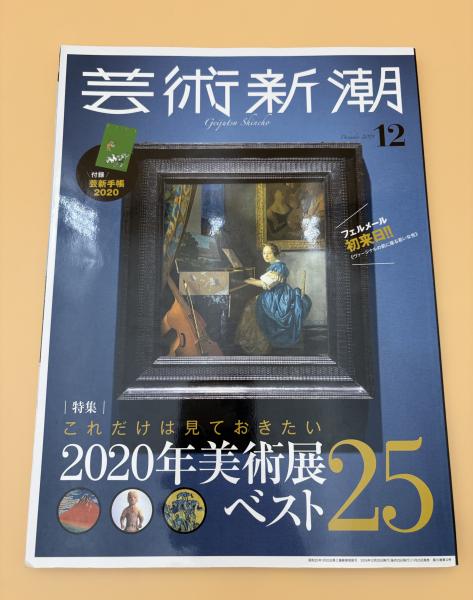 芸術新潮
Geijutsu Shincho
December 2019
12
付録
芸新手帳
2020
フェルメール
初来日!!
《ヴァージナルの前に座る若い女性》
|特集|
これだけは見ておきたい
2020年美術展
ベスト25